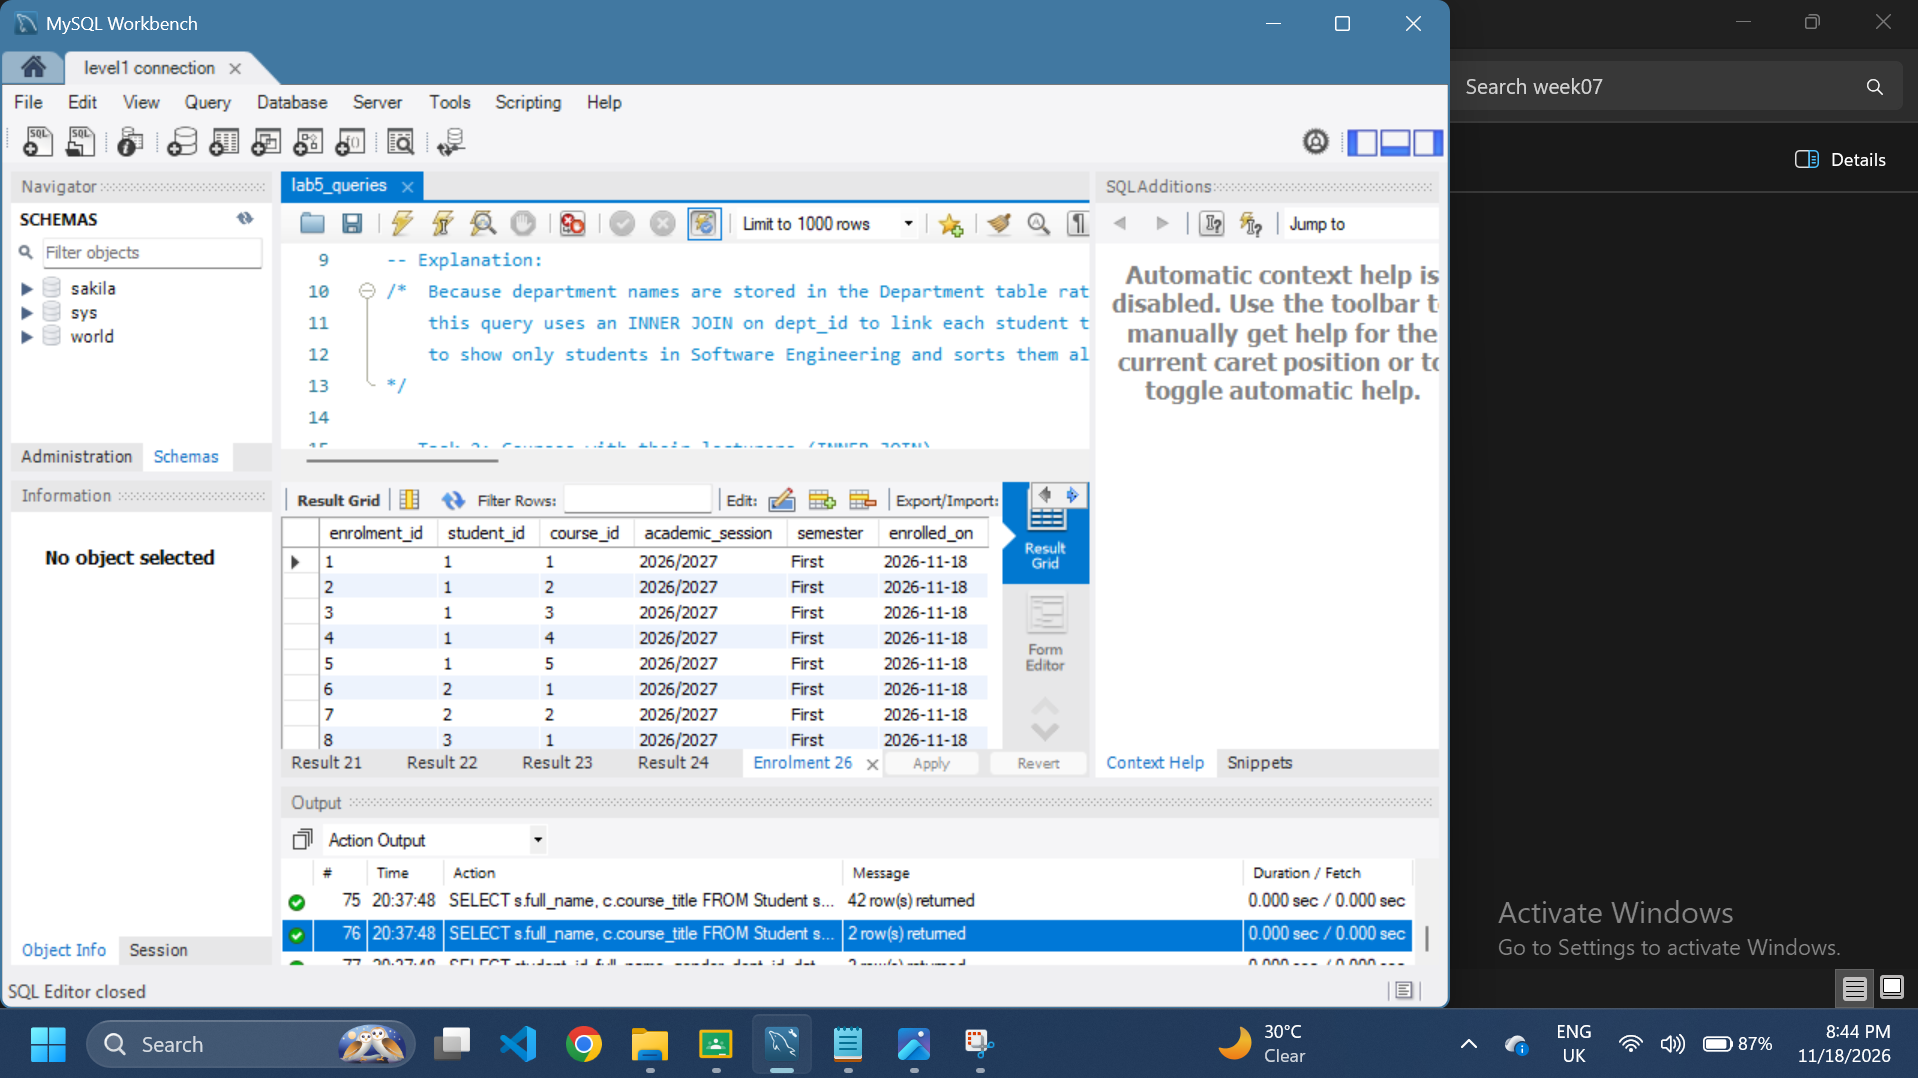 MySQL Workbench
level1 connection
File Edit View Query Database Server Tools Scripting Help
Search week07
Details
Navigator
SCHEMAS
Filter objects
sakila
sys
world
Administration Schemas
Information
No object selected
Object Info Session
lab5_queries
Limit to 1000 rows
9 -- Explanation:
10 /* Because department names are stored in the Department table rat
11 this query uses an INNER JOIN on dept_id to link each student t
12 to show only students in Software Engineering and sorts them al
13 */
14
Result Grid Filter Rows: Edit: Export/Import:
enrolment_id student_id course_id academic_session semester enrolled_on
1 1 1 2026/2027 First 2026-11-18
2 1 2 2026/2027 First 2026-11-18
3 1 3 2026/2027 First 2026-11-18
4 1 4 2026/2027 First 2026-11-18
5 1 5 2026/2027 First 2026-11-18
6 2 1 2026/2027 First 2026-11-18
7 2 2 2026/2027 First 2026-11-18
8 3 1 2026/2027 First 2026-11-18
Result Grid
Form Editor
Result 21 Result 22 Result 23 Result 24 Enrolment 26 Apply Revert
SQLAdditions
Jump to
Automatic context help is
disabled. Use the toolbar t
manually get help for the
current caret position or to
toggle automatic help.
Context Help Snippets
Output
Action Output
# Time Action Message Duration / Fetch
75 20:37:48 SELECT s.full_name, c.course_title FROM Student s... 42 row(s) returned 0.000 sec / 0.000 sec
76 20:37:48 SELECT s.full_name, c.course_title FROM Student s... 2 row(s) returned 0.000 sec / 0.000 sec
SQL Editor closed
Activate Windows
Go to Settings to activate Windows.
Search
30°C
Clear
ENG
UK
87%
8:44 PM
11/18/2026